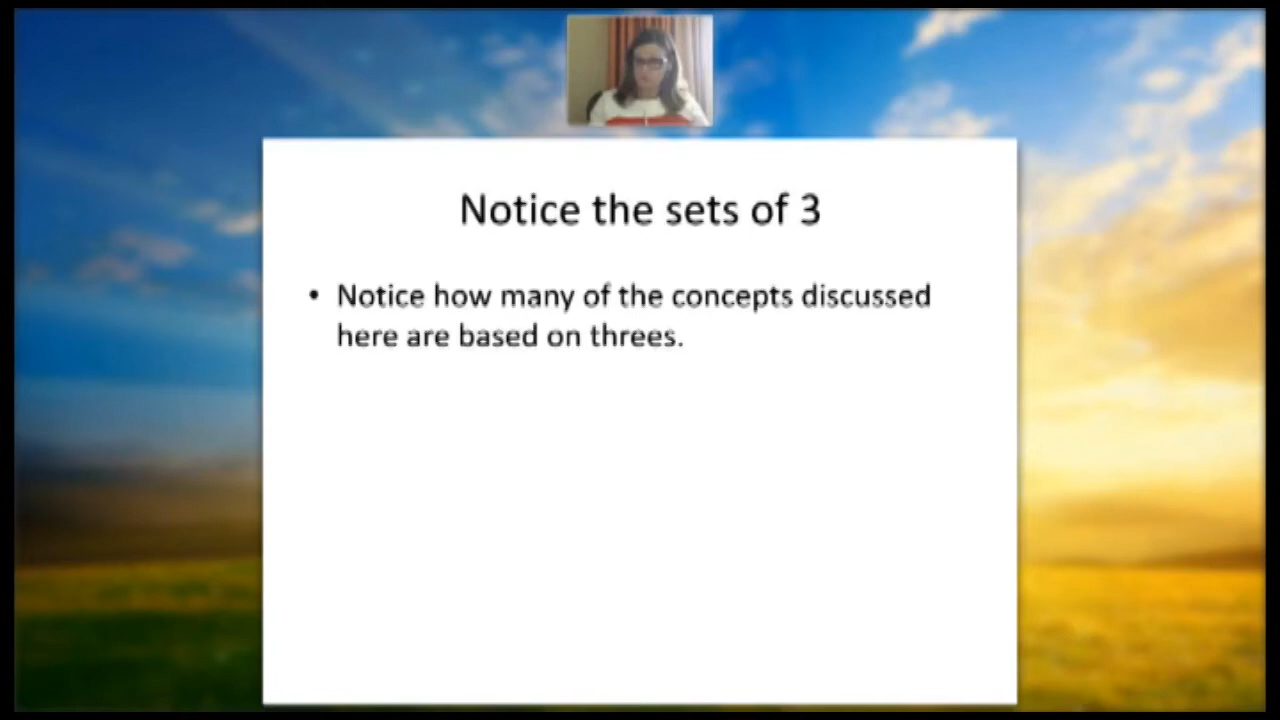 Notice the sets of 3
• Notice how many of the concepts discussed
here are based on threes.